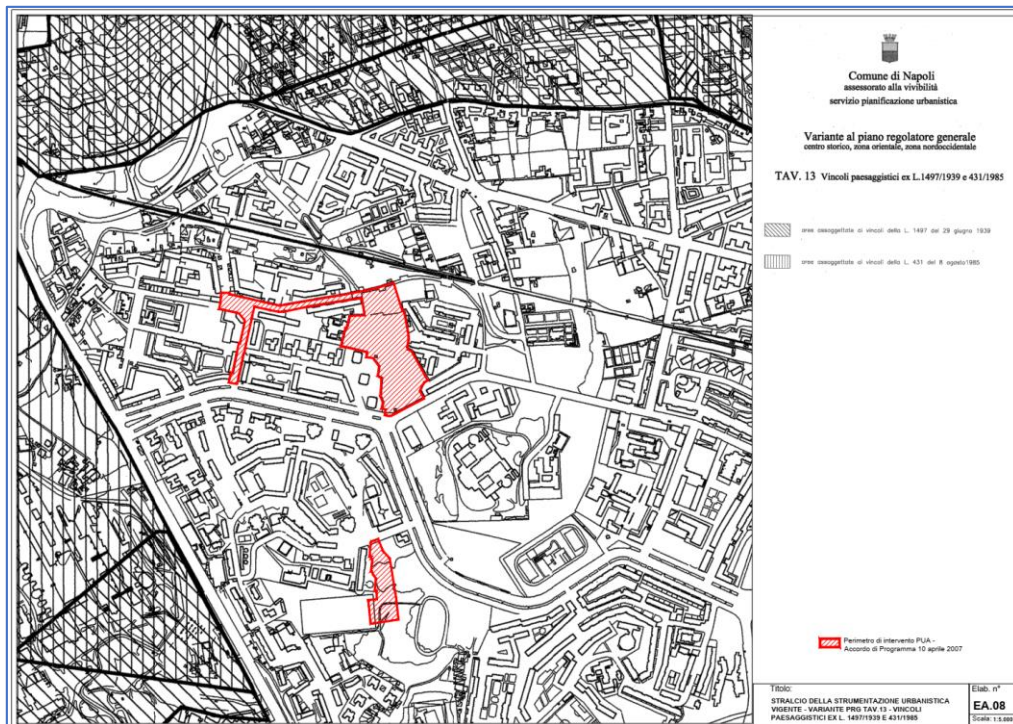 Comune di Napoli
assessorato alla vivibilità
servizio pianificazione urbanistica
Variante al piano regolatore generale
centro storico, zona orientale, zona nordoccidentale
TAV. 13 Vincoli paesaggistici ex L.1497/1939 e 431/1985
aree assoggettate ai vincoli della L. 1497 del 29 giugno 1939
aree assoggettate ai vincoli della L. 431 del 8 agosto1985
Perimetro di intervento PUA -
Accordo di Programma 10 aprile 2007
Titolo:
STRALCIO DELLA STRUMENTAZIONE URBANISTICA
VIGENTE - VARIANTE PRG TAV.13 - VINCOLI
PAESAGGISTICI EX L. 1497/1939 E 431/1985
Elab. n°
EA.08
Scala: 1:5.000